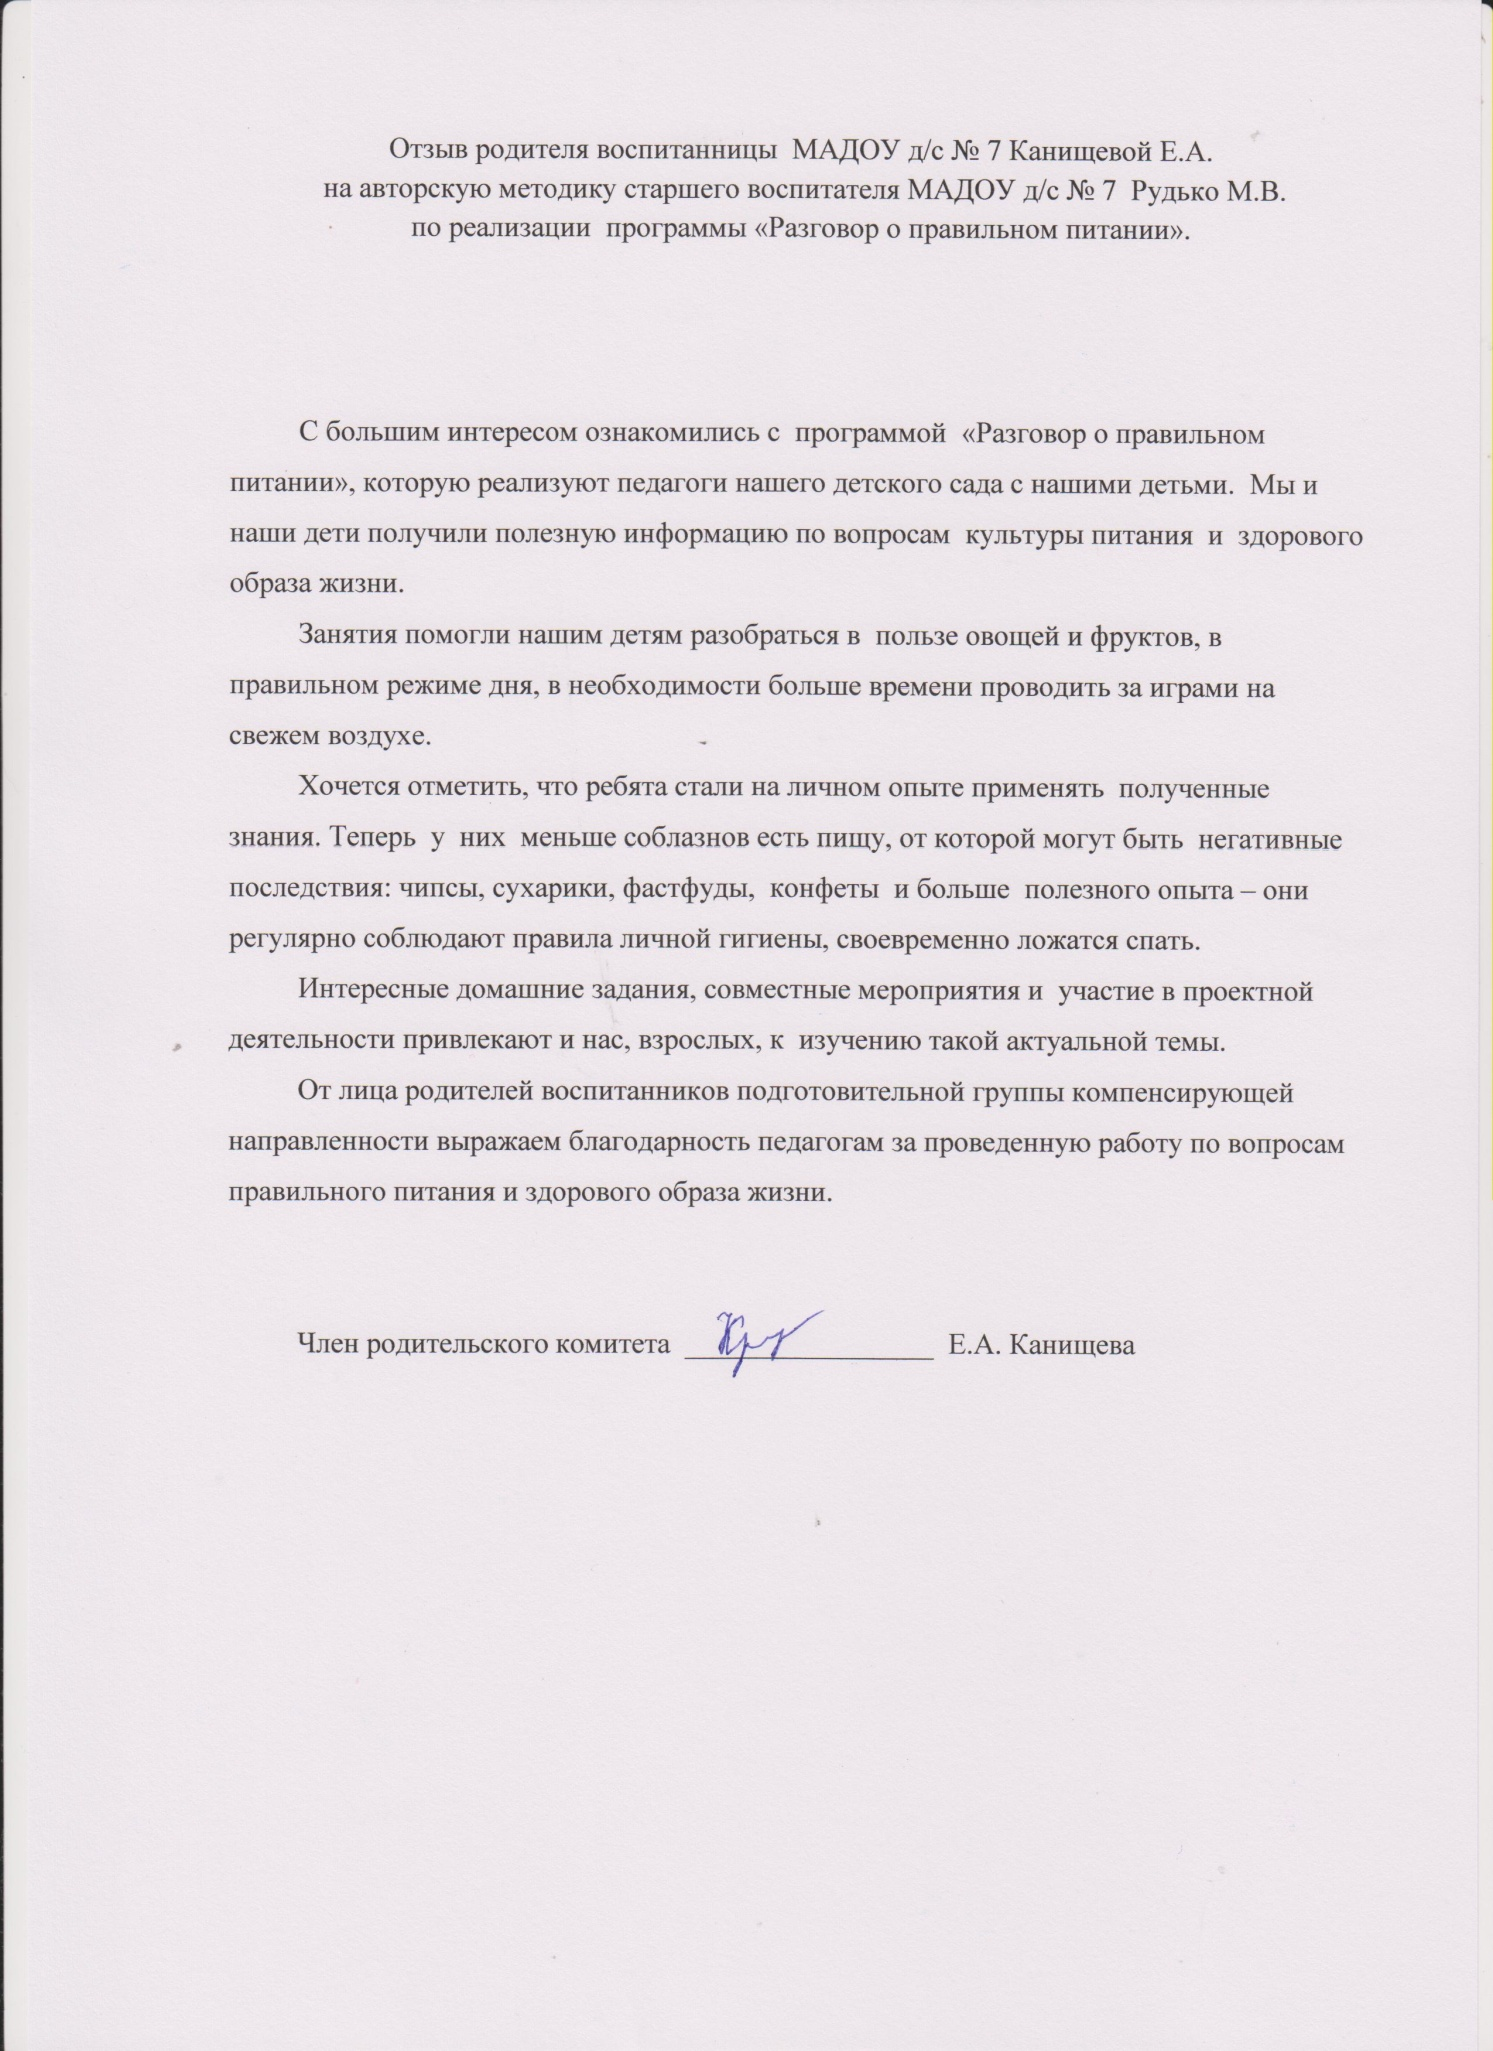 Отзыв родителя воспитанницы МАДОУ д/с № 7 Канищевой Е.А.
на авторскую методику старшего воспитателя МАДОУ д/с № 7 Рудько М.В.
по реализации программы «Разговор о правильном питании».
С большим интересом ознакомились с программой «Разговор о правильном
питании», которую реализуют педагоги нашего детского сада с нашими детьми. Мы и
наши дети получили полезную информацию по вопросам культуры питания и здорового
образа жизни.
Занятия помогли нашим детям разобраться в пользе овощей и фруктов, в
правильном режиме дня, в необходимости больше времени проводить за играми на
свежем воздухе.
Хочется отметить, что ребята стали на личном опыте применять полученные
знания. Теперь у них меньше соблазнов есть пищу, от которой могут быть негативные
последствия: чипсы, сухарики, фастфуды, конфеты и больше полезного опыта – они
регулярно соблюдают правила личной гигиены, своевременно ложатся спать.
Интересные домашние задания, совместные мероприятия и участие в проектной
деятельности привлекают и нас, взрослых, к изучению такой актуальной темы.
От лица родителей воспитанников подготовительной группы компенсирующей
направленности выражаем благодарность педагогам за проведенную работу по вопросам
правильного питания и здорового образа жизни.
Член родительского комитета _________________ Е.А. Канищева